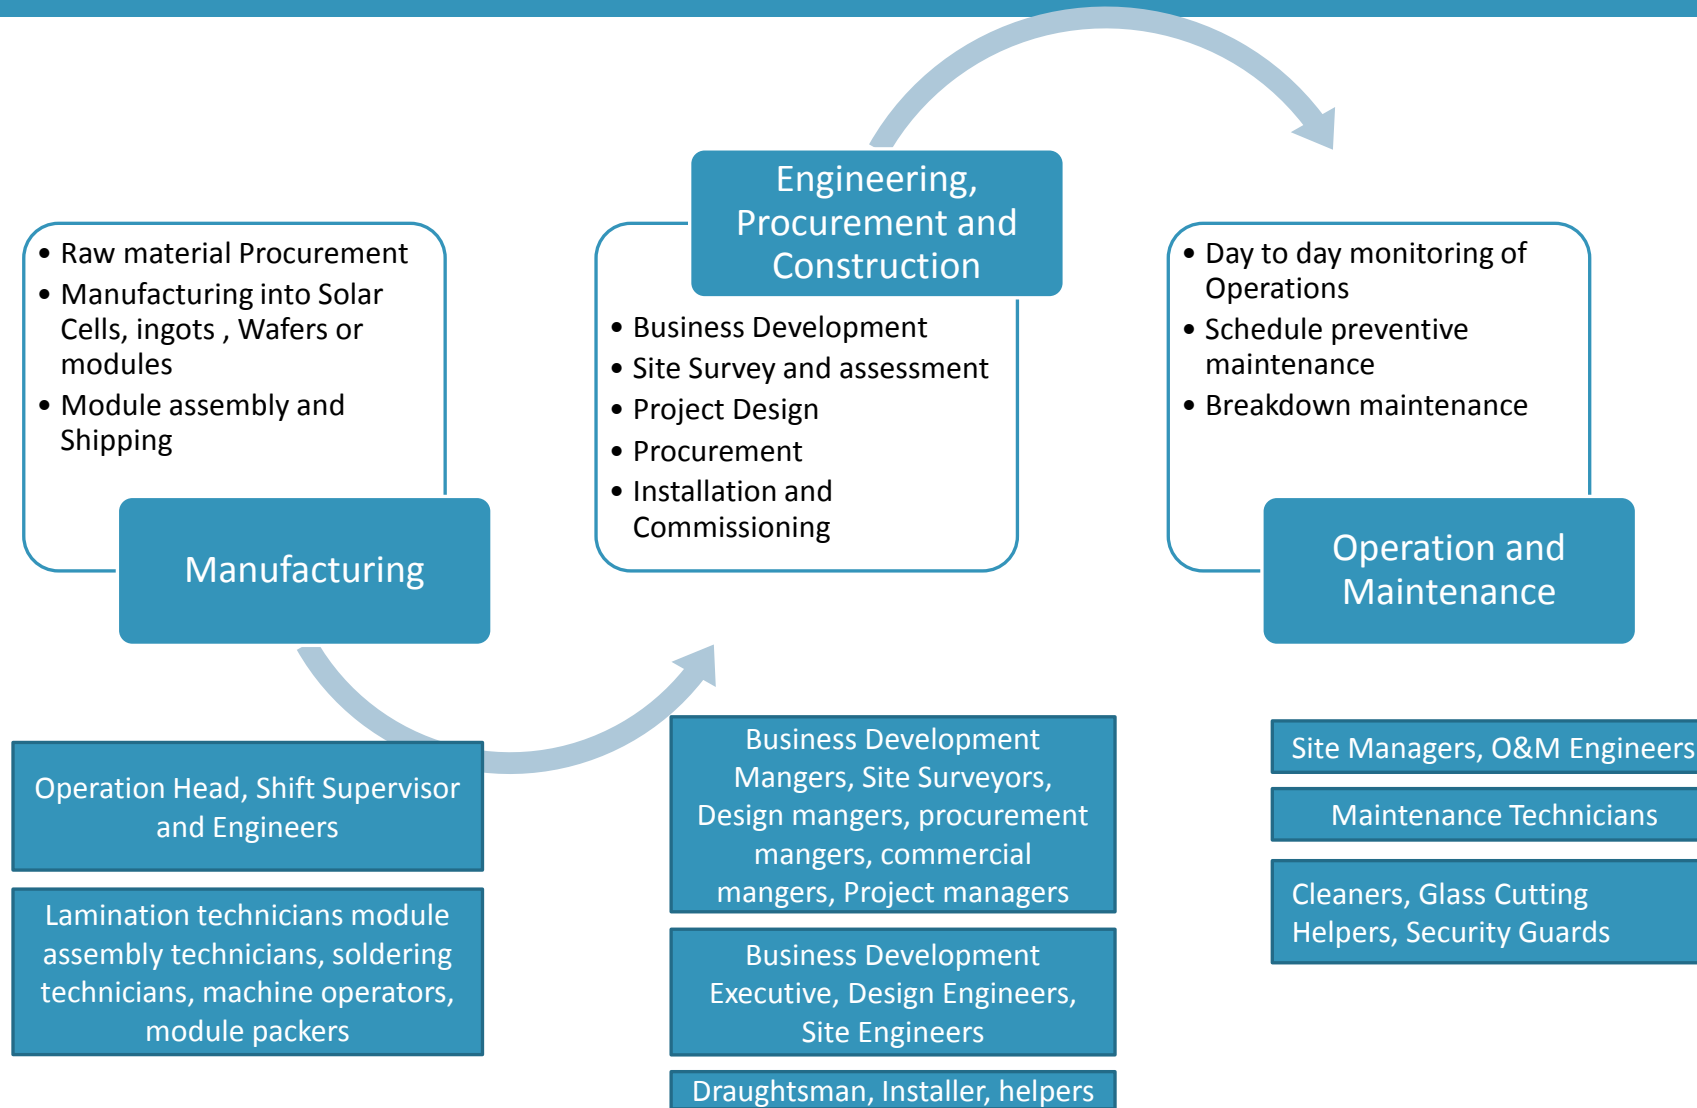 • Raw material Procurement
• Manufacturing into Solar
Cells, ingots , Wafers or
modules
• Module assembly and
Shipping
Manufacturing
Operation Head, Shift Supervisor
and Engineers
Lamination technicians module
assembly technicians, soldering
technicians, machine operators,
module packers
Engineering,
Procurement and
Construction
• Business Development
• Site Survey and assessment
• Project Design
• Procurement
• Installation and
Commissioning
Business Development
Mangers, Site Surveyors,
Design mangers, procurement
mangers, commercial
mangers, Project managers
Business Development
Executive, Design Engineers,
Site Engineers
Draughtsman, Installer, helpers
• Day to day monitoring of
Operations
• Schedule preventive
maintenance
• Breakdown maintenance
Operation and
Maintenance
Site Managers, O&M Engineers
Maintenance Technicians
Cleaners, Glass Cutting
Helpers, Security Guards